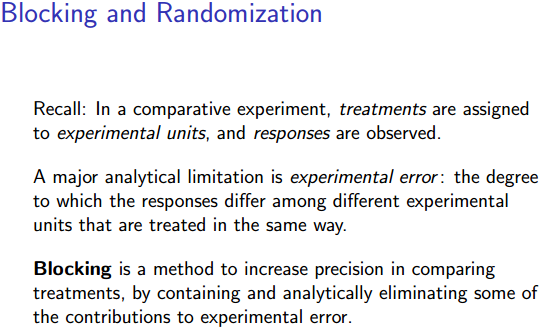 Blocking and Randomization
Recall: In a comparative experiment, treatments are assigned
to experimental units, and responses are observed.
A major analytical limitation is experimental error: the degree
to which the responses differ among different experimental
units that are treated in the same way.
Blocking is a method to increase precision in comparing
treatments, by containing and analytically eliminating some of
the contributions to experimental error.